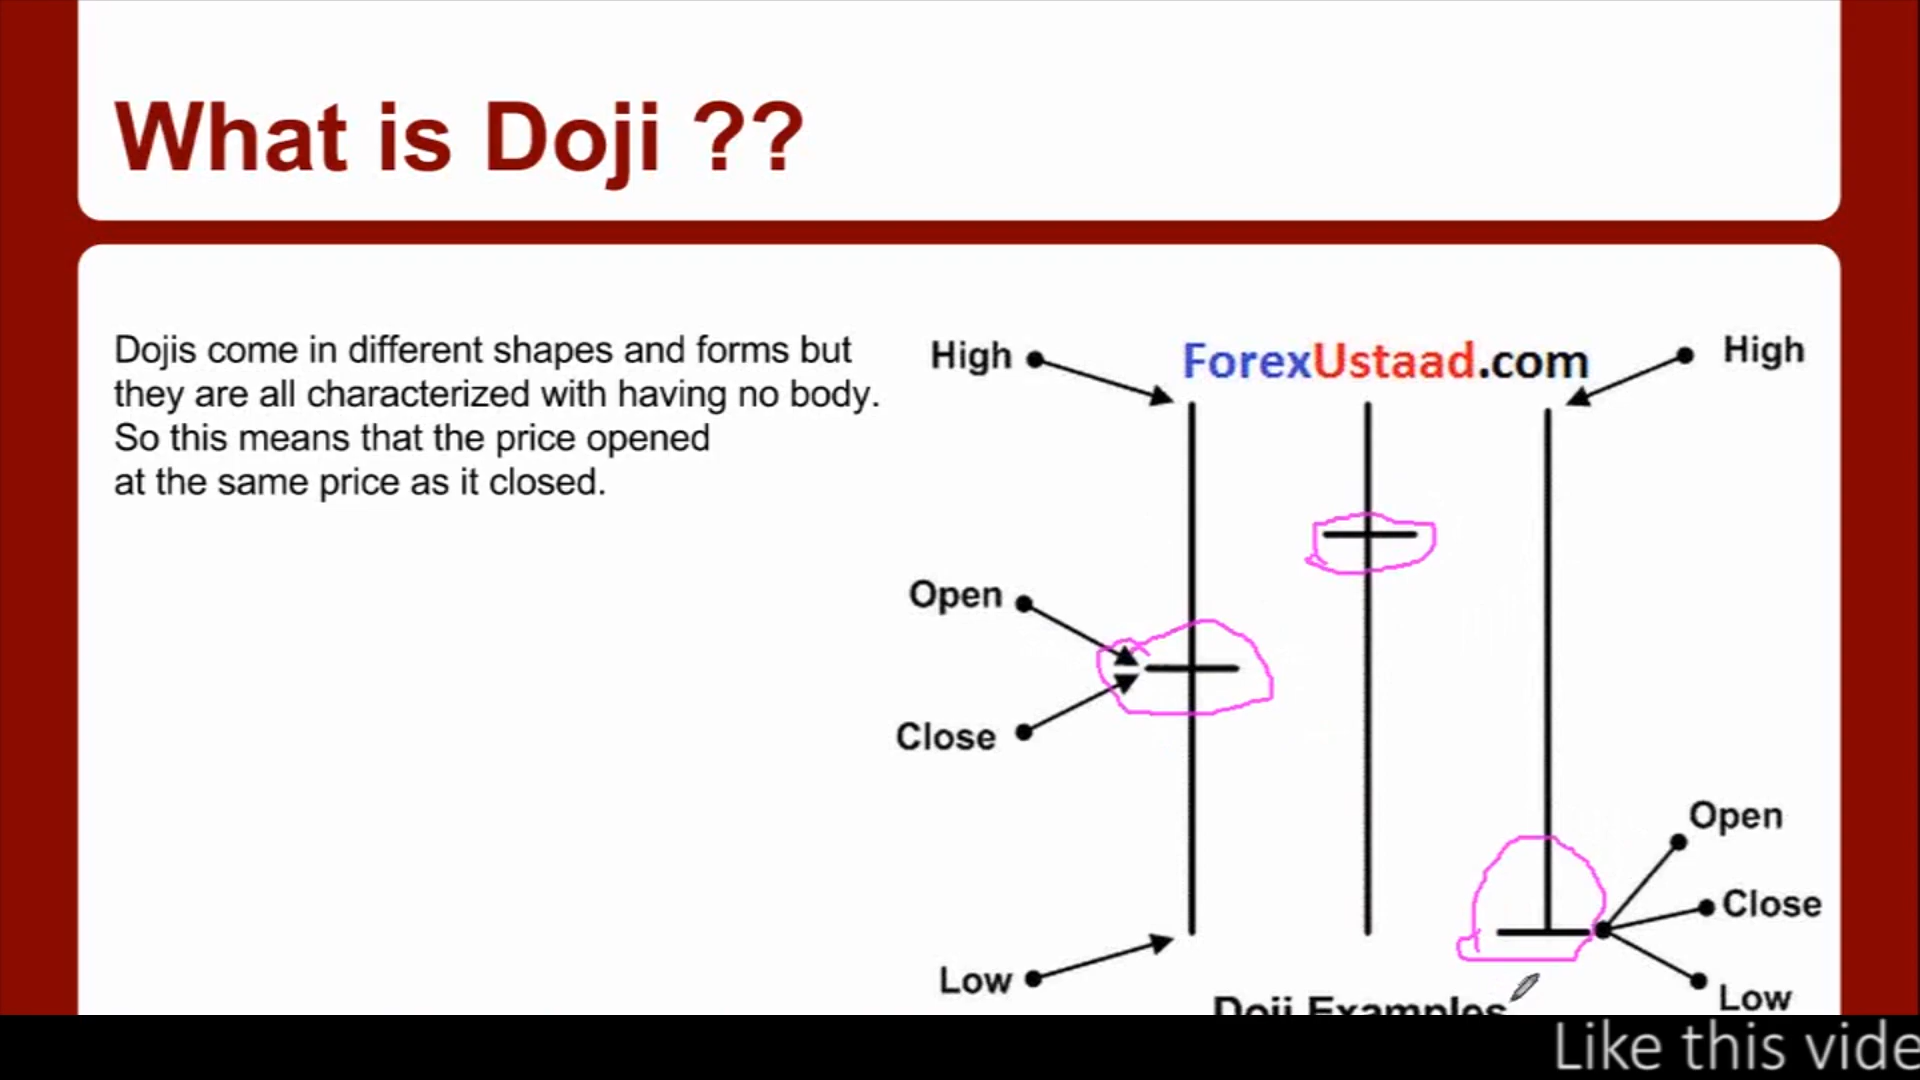 What is Doji ??
Dojis come in different shapes and forms but
they are all characterized with having no body.
So this means that the price opened
at the same price as it closed.
High
ForexUstaad.com
High
Open
Close
Open
Close
Low
Low
Doji Examples
Like this vide